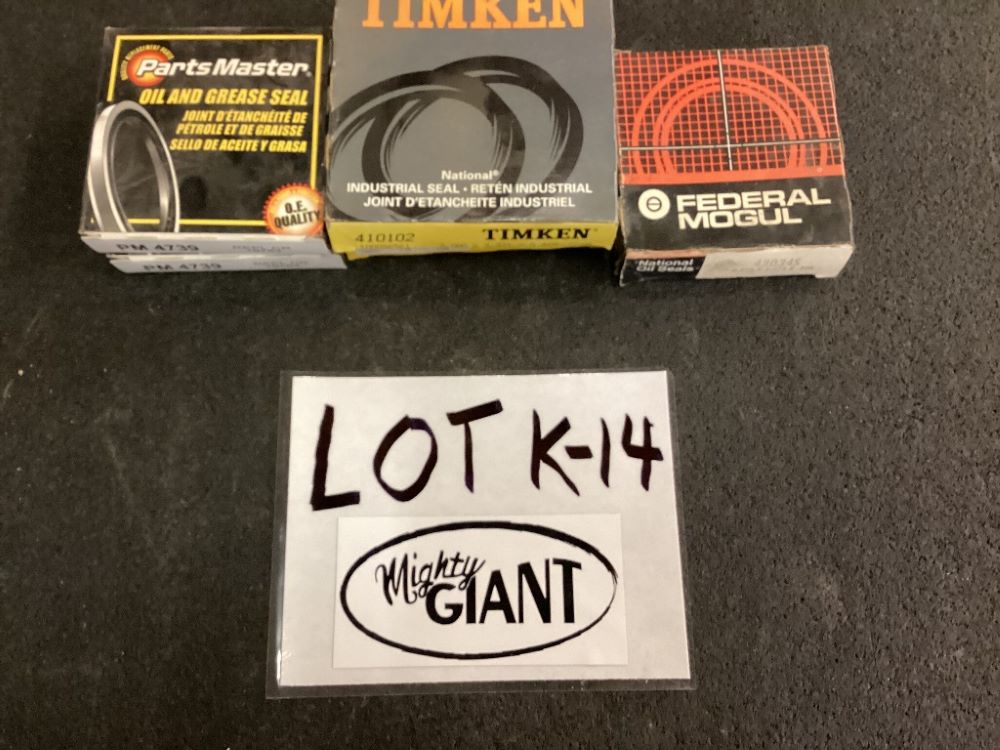 PartsMaster
OIL AND GREASE SEAL
JOINT D'ÉTANCHÉITÉ DE
PÉTROLE ET DE GRAISSE
SELLO DE ACEITE Y GRASA
O.E.
QUALITY
PM 4739
PM 4739
TIMKEN
National®
INDUSTRIAL SEAL • RETÉN INDUSTRIAL
JOINT D'ETANCHEITE INDUSTRIEL
410102
TIMKEN
FEDERAL
MOGUL
National
Oil Seals
LOT K-14
Mighty
GIANT